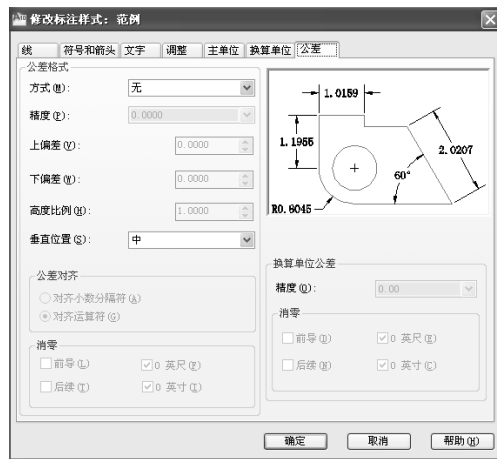 修改标注样式：范例
线 符号和箭头 文字 调整 主单位 换算单位 公差
公差格式
方式(M)： 无
精度(P)： 0.0000
上偏差(V)： 0.0000
下偏差(W)： 0.0000
高度比例(H)： 1.0000
垂直位置(S)： 中
公差对齐
对齐小数分隔符(A)
对齐运算符(G)
消零
前导(L) 0 英尺(F)
后续(T) 0 英寸(I)
1.0159
1.1955
2.0207
60°
R0.6045
换算单位公差
精度(O)： 0.00
消零
前导(D) 0 英尺(E)
后续(N) 0 英寸(C)
确定 取消 帮助(H)